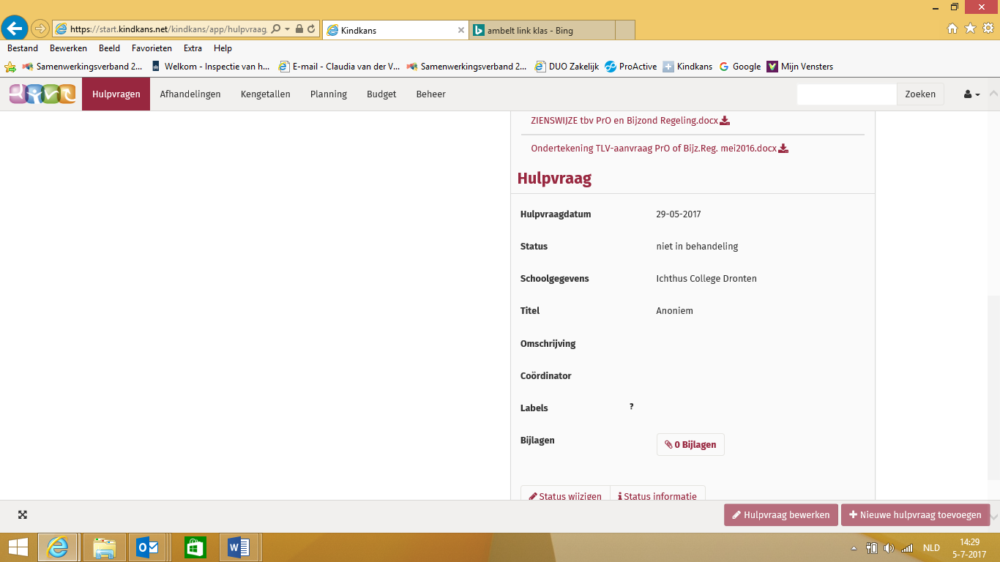 https://start.kindkans.net/kindkans/app/hulpvraag
Kindkans
ambelt link klas - Bing
Bestand Bewerken Beeld Favorieten Extra Help
Samenwerkingsverband 2... Welkom - Inspectie van h... E-mail - Claudia van der V... Samenwerkingsverband 2... DUO Zakelijk ProActive Kindkans Google Mijn Vensters
Hulpvragen Afhandelingen Kengetallen Planning Budget Beheer Zoeken
ZIENSWIJZE tbv PrO en Bijzond Regeling.docx
Ondertekening TLV-aanvraag PrO of Bijz.Reg. mei2016.docx
Hulpvraag
Hulpvraagdatum 29-05-2017
Status niet in behandeling
Schoolgegevens Ichthus College Dronten
Titel Anoniem
Omschrijving
Coördinator
Labels ?
Bijlagen 0 Bijlagen
Status wijzigen Status informatie
Hulpvraag bewerken Nieuwe hulpvraag toevoegen
NLD 14:29
5-7-2017